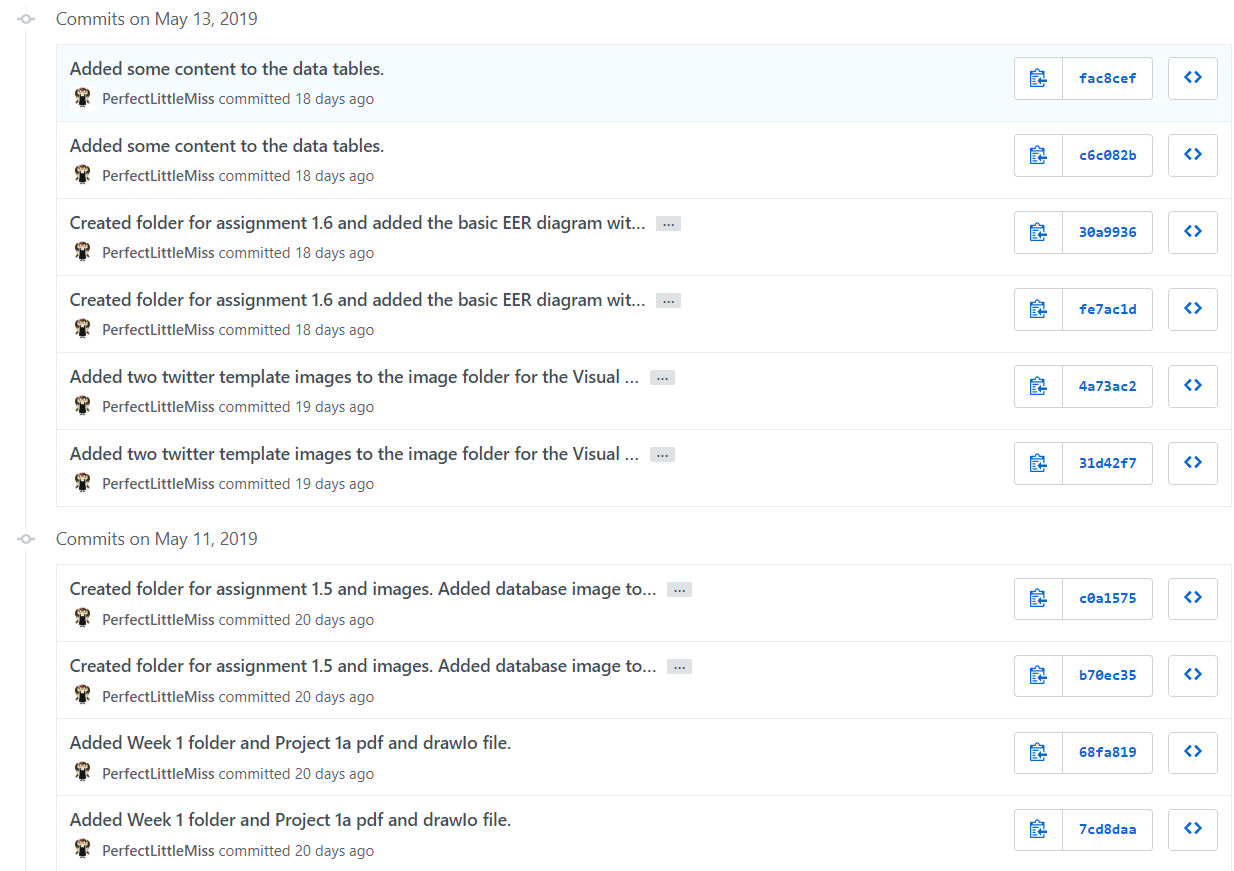 Commits on May 13, 2019
Added some content to the data tables.
fac8cef
PerfectLittleMiss committed 18 days ago
Added some content to the data tables.
c6c082b
PerfectLittleMiss committed 18 days ago
Created folder for assignment 1.6 and added the basic EER diagram wit... ...
30a9936
PerfectLittleMiss committed 18 days ago
Created folder for assignment 1.6 and added the basic EER diagram wit... ...
fe7ac1d
PerfectLittleMiss committed 18 days ago
Added two twitter template images to the image folder for the Visual ... ...
4a73ac2
PerfectLittleMiss committed 19 days ago
Added two twitter template images to the image folder for the Visual ... ...
31d42f7
PerfectLittleMiss committed 19 days ago
Commits on May 11, 2019
Created folder for assignment 1.5 and images. Added database image to... ...
c0a1575
PerfectLittleMiss committed 20 days ago
Created folder for assignment 1.5 and images. Added database image to... ...
b70ec35
PerfectLittleMiss committed 20 days ago
Added Week 1 folder and Project 1a pdf and drawIo file.
68fa819
PerfectLittleMiss committed 20 days ago
Added Week 1 folder and Project 1a pdf and drawIo file.
7cd8daa
PerfectLittleMiss committed 20 days ago